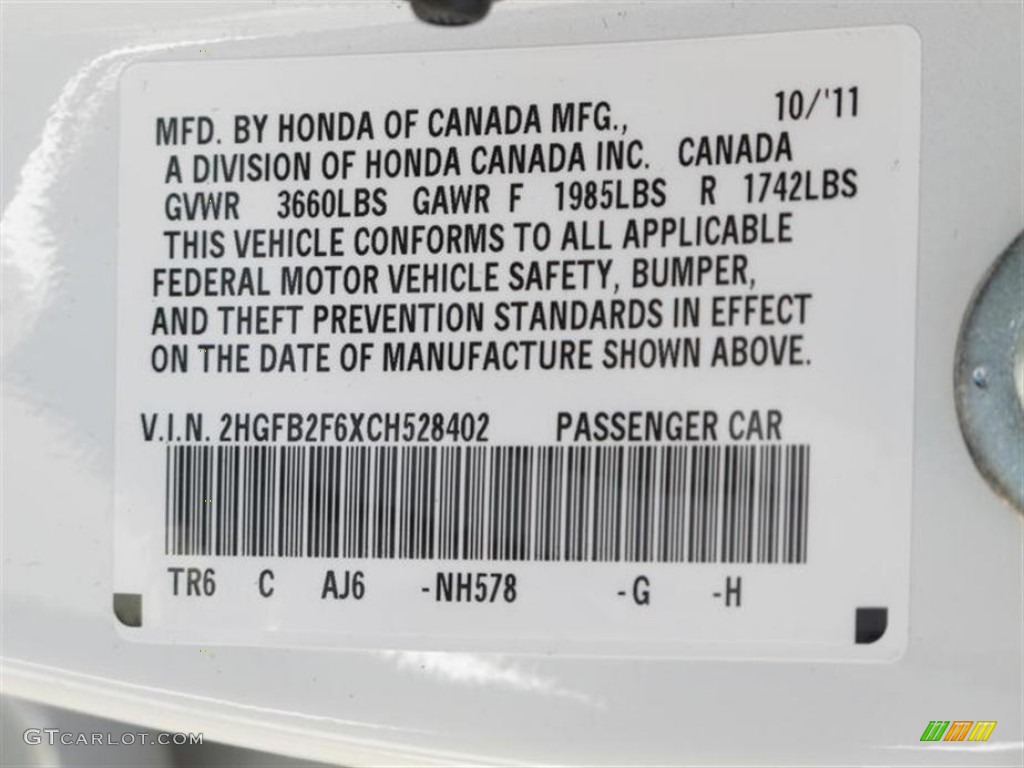 10/'11
MFD. BY HONDA OF CANADA MFG.,
A DIVISION OF HONDA CANADA INC. CANADA
GVWR 3660LBS GAWR F 1985LBS R 1742LBS
THIS VEHICLE CONFORMS TO ALL APPLICABLE
FEDERAL MOTOR VEHICLE SAFETY, BUMPER,
AND THEFT PREVENTION STANDARDS IN EFFECT
ON THE DATE OF MANUFACTURE SHOWN ABOVE.
V.I.N. 2HGFB2F6XCH528402 PASSENGER CAR
TR6 C AJ6 -NH578 -G -H
GTCARLOT.COM